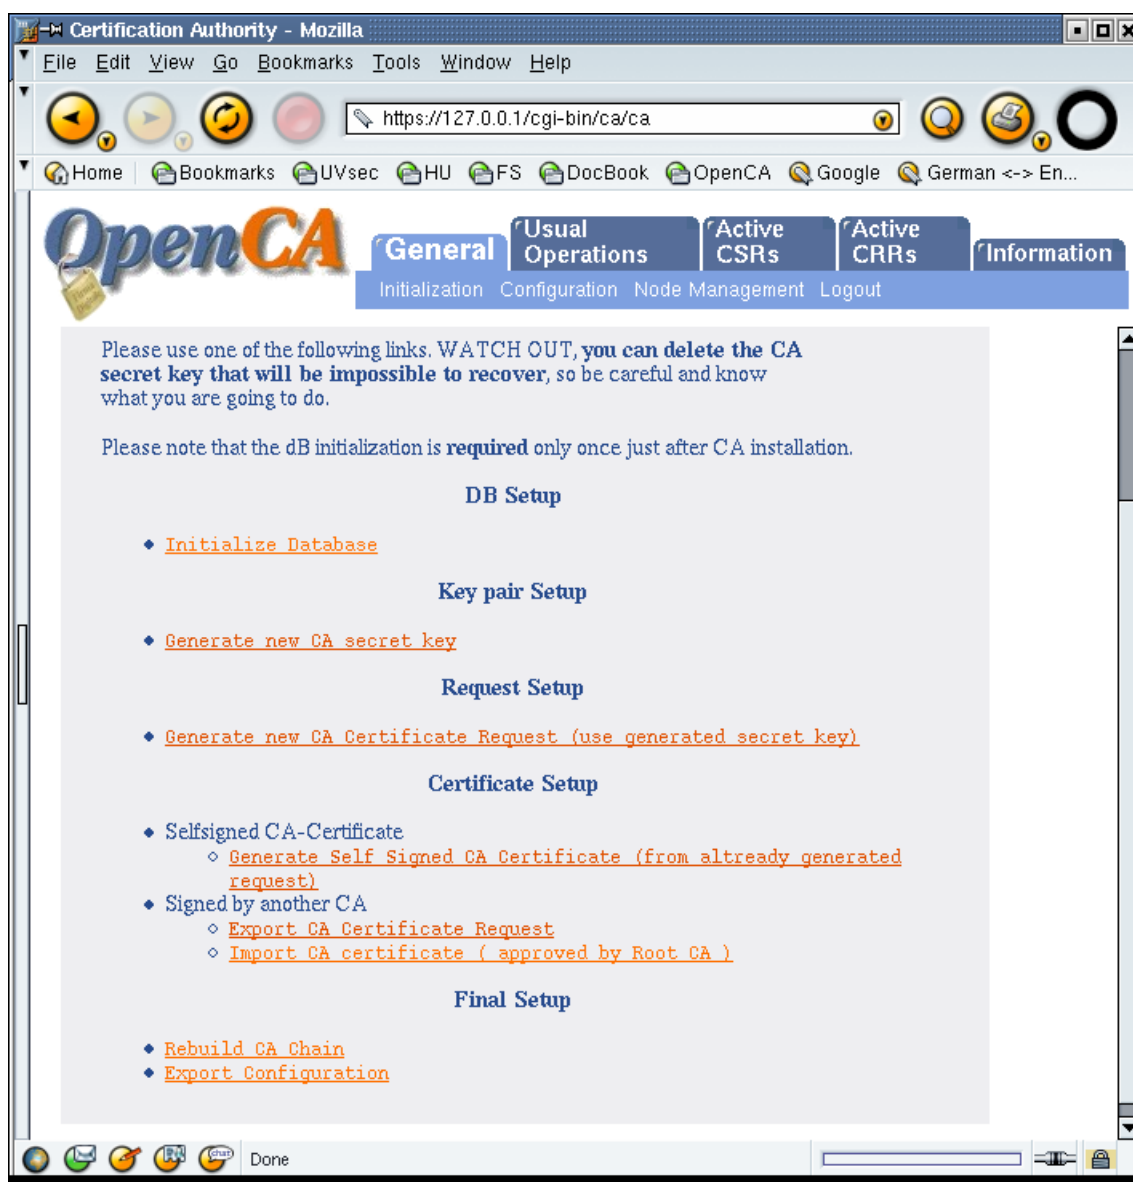 Certification Authority - Mozilla
File Edit View Go Bookmarks Tools Window Help
https://127.0.0.1/cgi-bin/ca/ca
Home Bookmarks UVsec HU FS DocBook OpenCA Google German <-> En...
OpenCA
General Usual Operations Active CSRs Active CRRs Information
Initialization Configuration Node Management Logout
Please use one of the following links. WATCH OUT, you can delete the CA
secret key that will be impossible to recover, so be careful and know
what you are going to do.
Please note that the dB initialization is required only once just after CA installation.
DB Setup
Initialize Database
Key pair Setup
Generate new CA secret key
Request Setup
Generate new CA Certificate Request (use generated secret key)
Certificate Setup
Selfsigned CA-Certificate
Generate Self Signed CA Certificate (from altready generated
request)
Signed by another CA
Export CA Certificate Request
Import CA certificate ( approved by Root CA )
Final Setup
Rebuild CA Chain
Export Configuration
Done